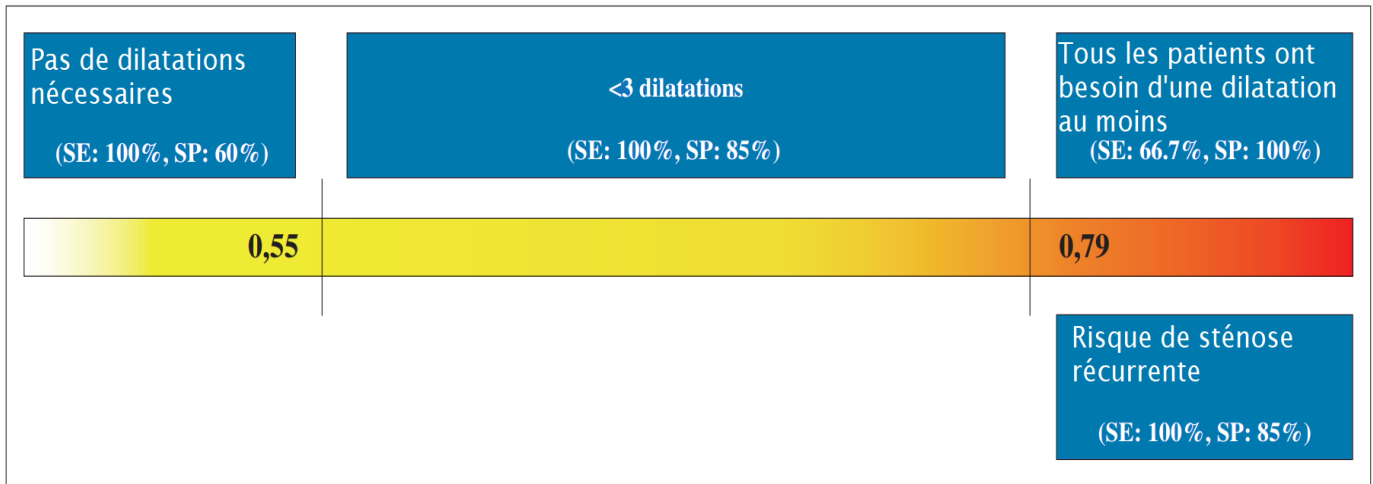 Pas de dilatations
nécessaires
(SE: 100%, SP: 60%)
<3 dilatations
(SE: 100%, SP: 85%)
Tous les patients ont
besoin d'une dilatation
au moins
(SE: 66.7%, SP: 100%)
0,55
0,79
Risque de sténose
récurrente
(SE: 100%, SP: 85%)